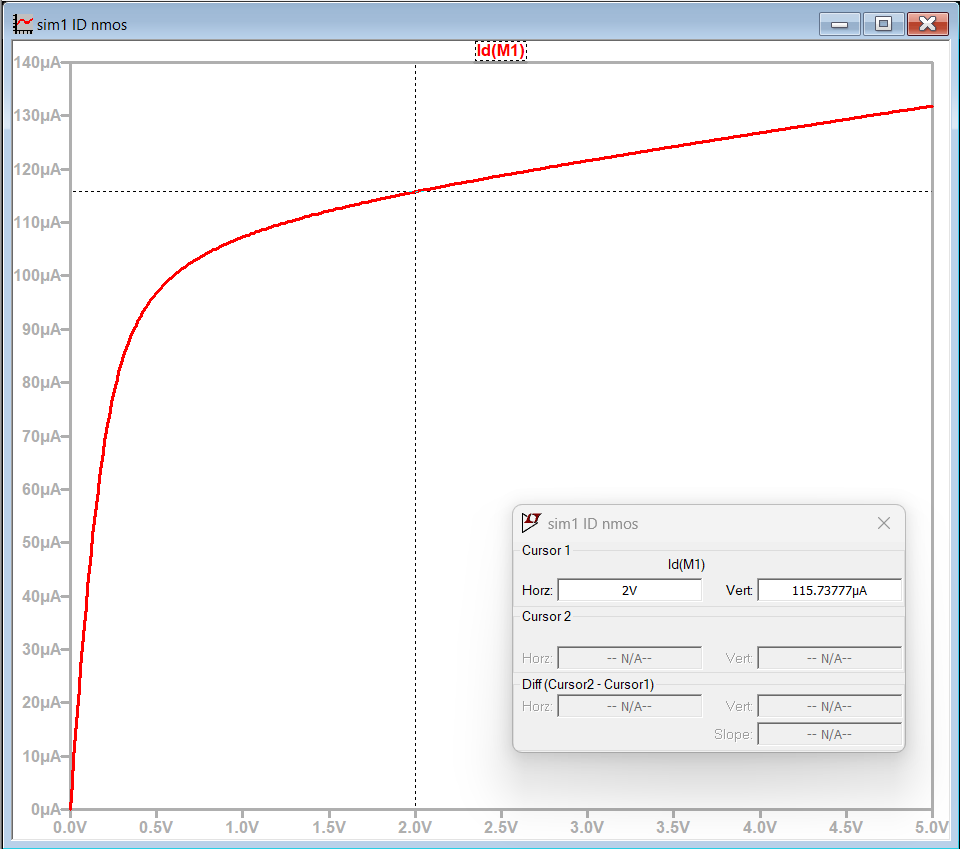 sim1 ID nmos
Id(M1)
140µA
130µA
120µA
110µA
100µA
90µA
80µA
70µA
60µA
50µA
40µA
30µA
20µA
10µA
0µA
0.0V 0.5V 1.0V 1.5V 2.0V 2.5V 3.0V 3.5V 4.0V 4.5V 5.0V
sim1 ID nmos
Cursor 1
Id(M1)
Horz: 2V Vert: 115.73777µA
Cursor 2
Horz: -- N/A-- Vert: -- N/A--
Diff (Cursor2 - Cursor1)
Horz: -- N/A-- Vert: -- N/A--
Slope: -- N/A--